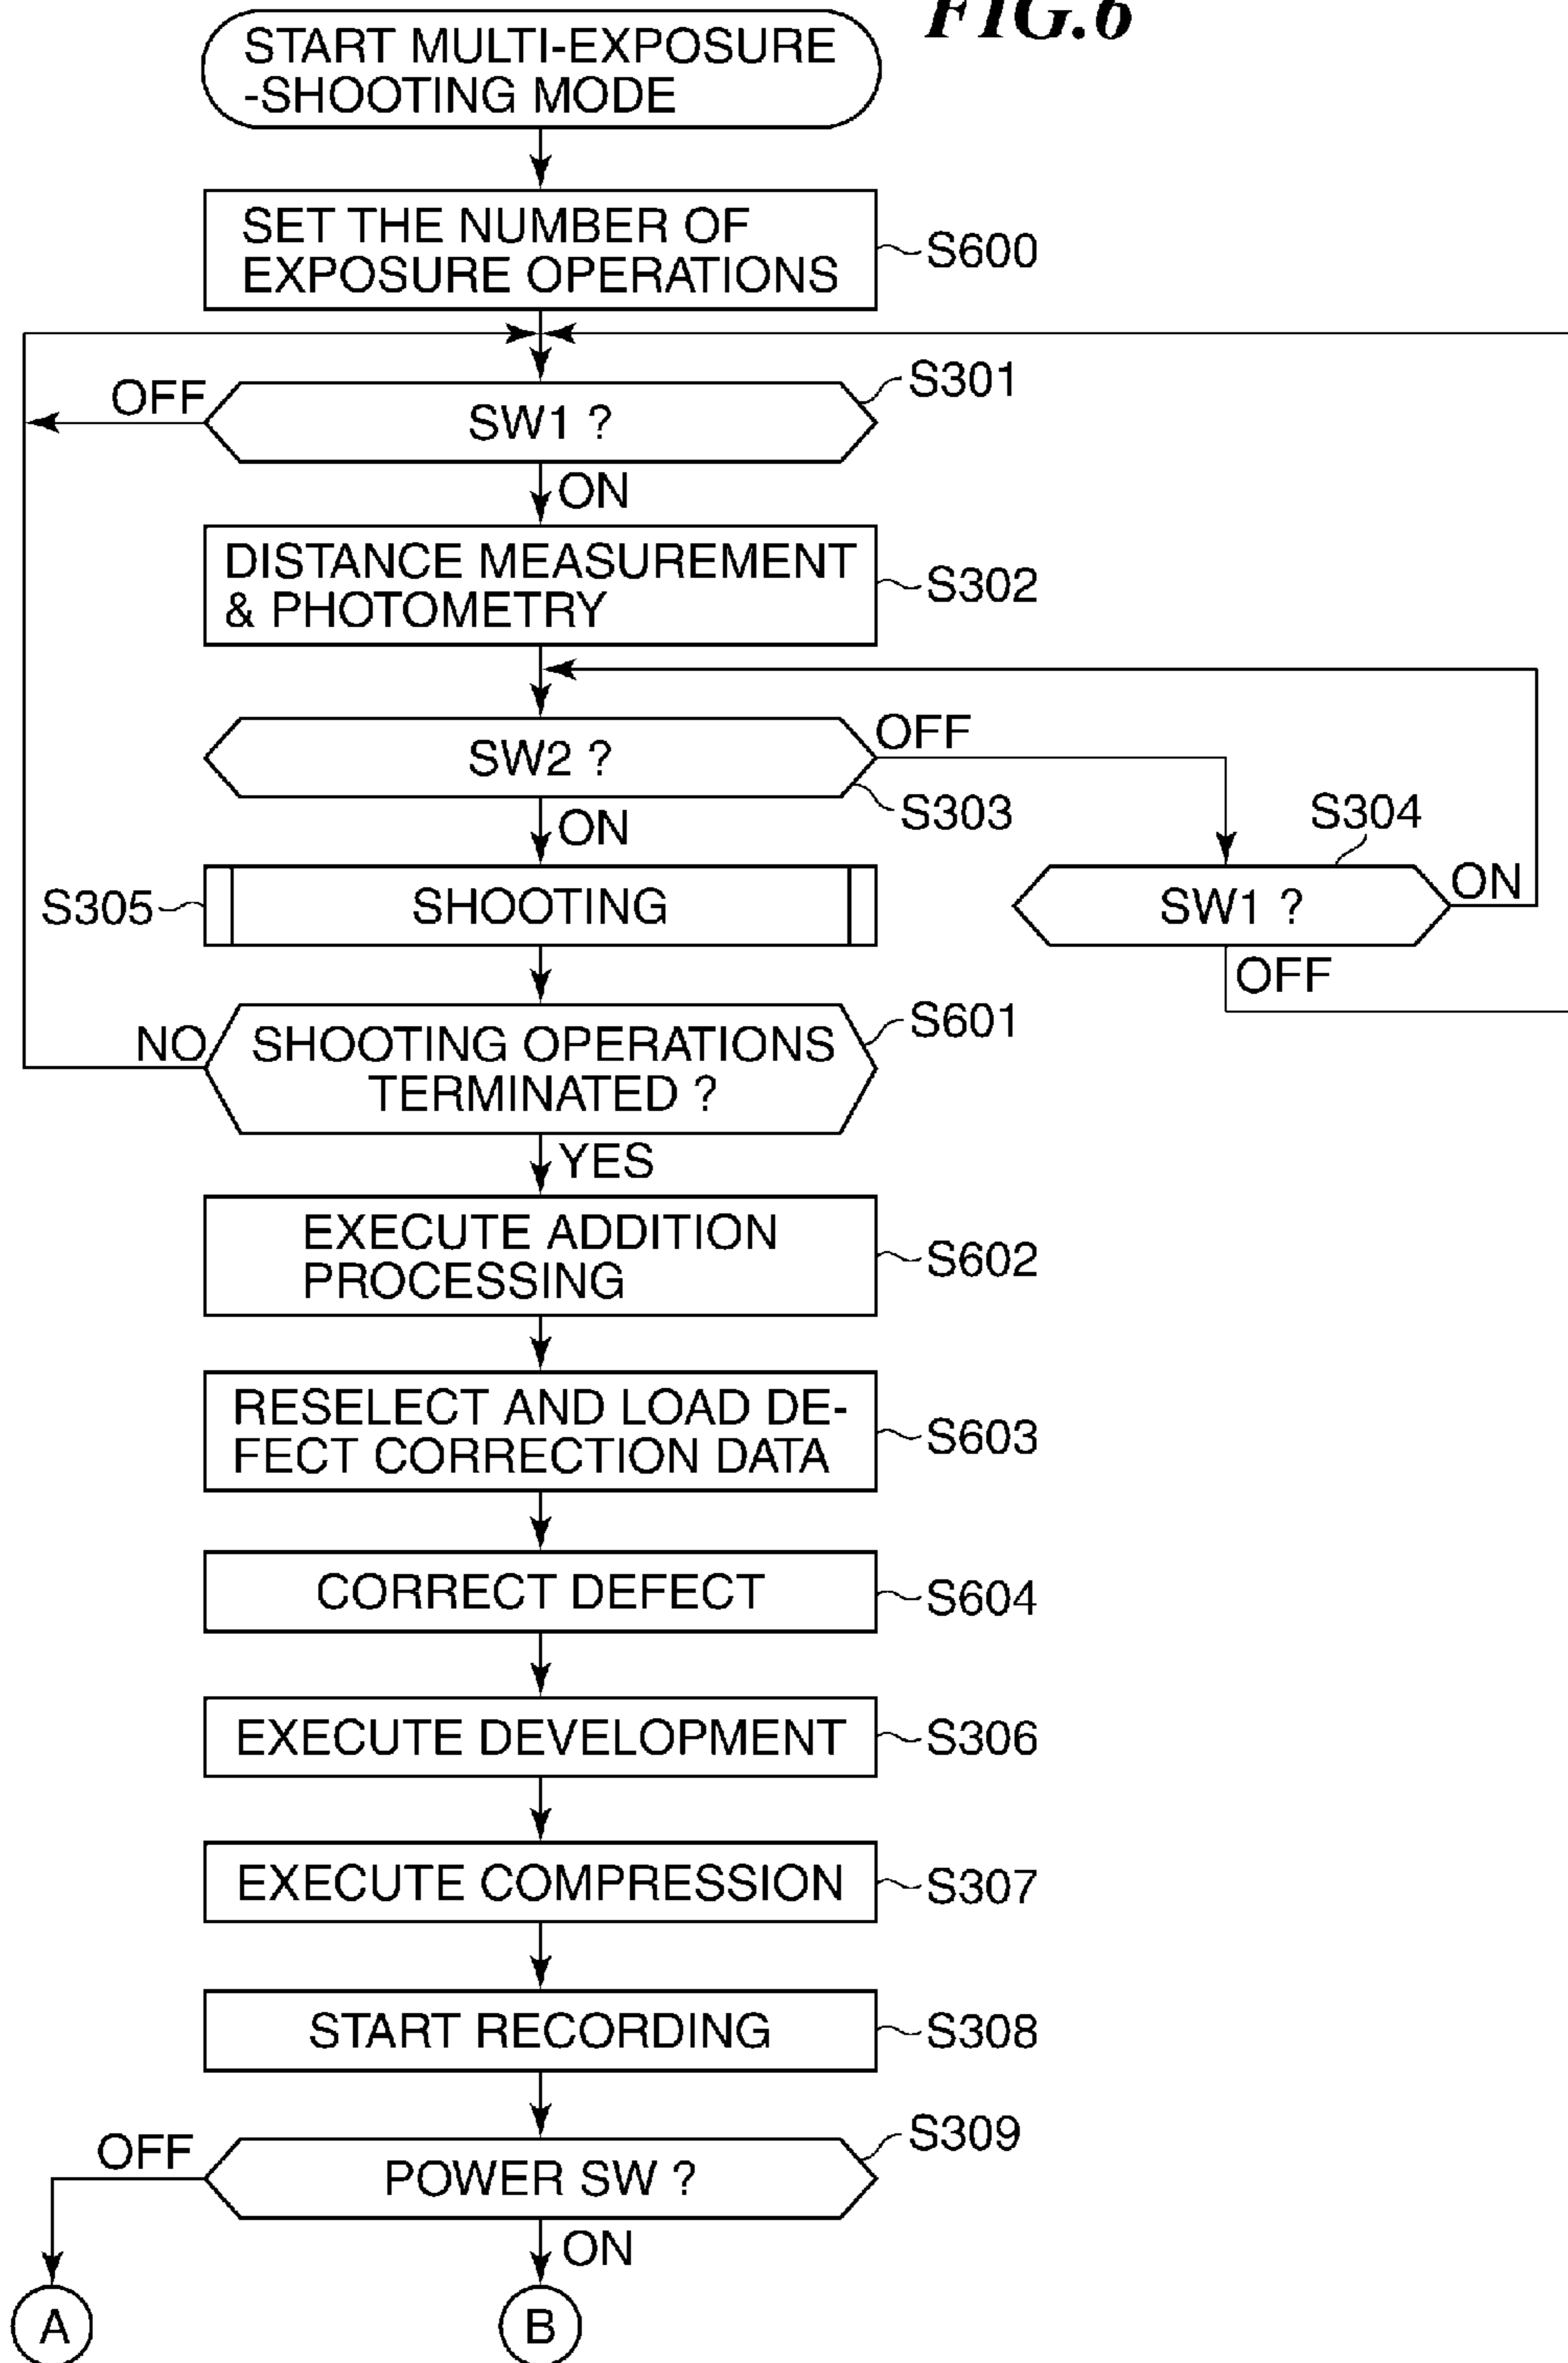 FIG.6
START MULTI-EXPOSURE
-SHOOTING MODE
SET THE NUMBER OF
EXPOSURE OPERATIONS
S600
S301
OFF
SW1 ?
ON
DISTANCE MEASUREMENT
& PHOTOMETRY
S302
OFF
SW2 ?
S303
ON
S304
S305
SHOOTING
SW1 ?
ON
OFF
S601
NO
SHOOTING OPERATIONS
TERMINATED ?
YES
EXECUTE ADDITION
PROCESSING
S602
RESELECT AND LOAD DE-
FECT CORRECTION DATA
S603
CORRECT DEFECT
S604
EXECUTE DEVELOPMENT
S306
EXECUTE COMPRESSION
S307
START RECORDING
S308
S309
OFF
POWER SW ?
ON
A
B